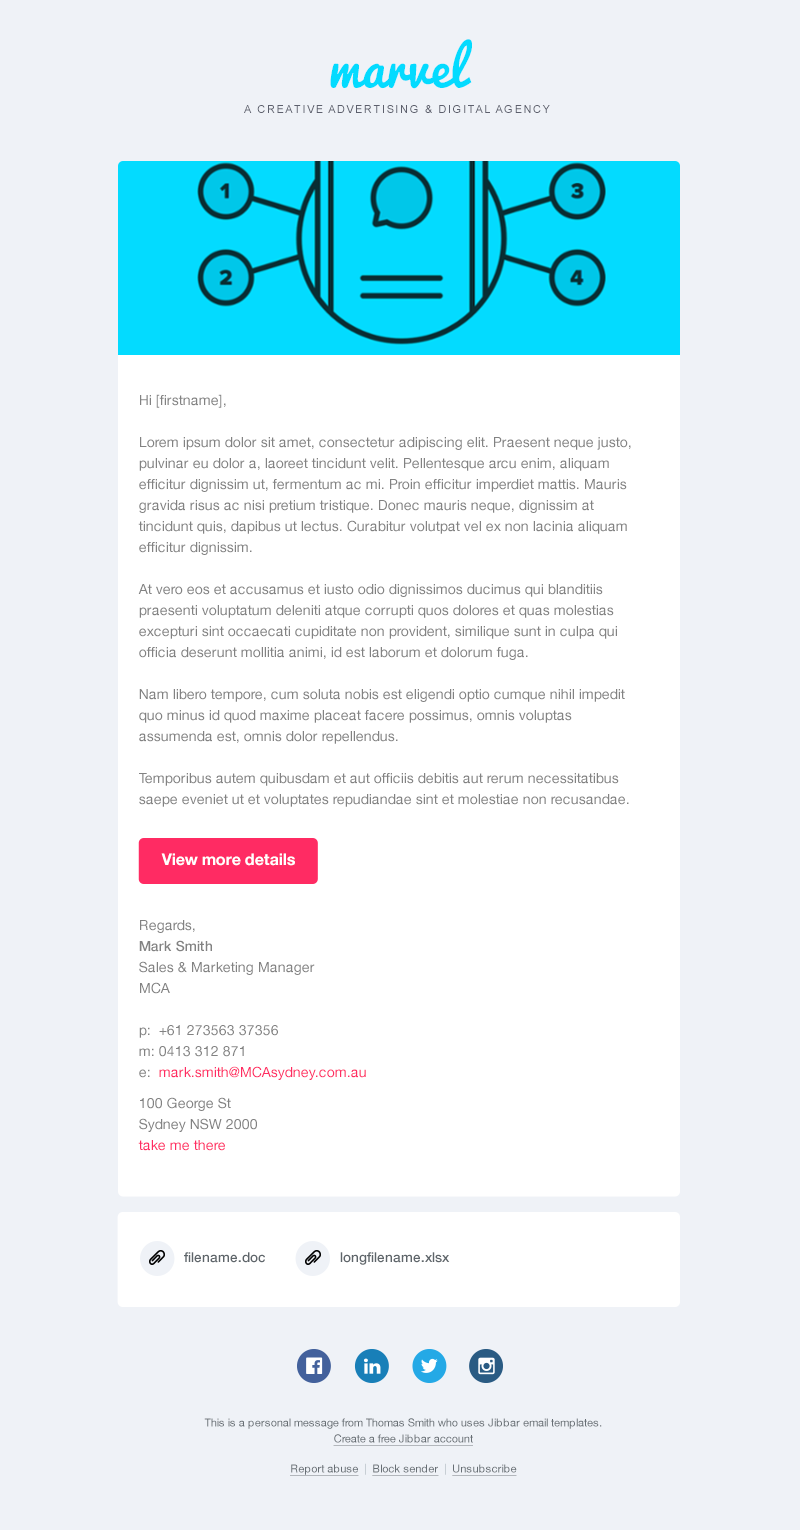 marvel
A CREATIVE ADVERTISING & DIGITAL AGENCY
1
3
2
4
Hi [firstname],
Lorem ipsum dolor sit amet, consectetur adipiscing elit. Praesent neque justo,
pulvinar eu dolor a, laoreet tincidunt velit. Pellentesque arcu enim, aliquam
efficitur dignissim ut, fermentum ac mi. Proin efficitur imperdiet mattis. Mauris
gravida risus ac nisi pretium tristique. Donec mauris neque, dignissim at
tincidunt quis, dapibus ut lectus. Curabitur volutpat vel ex non lacinia aliquam
efficitur dignissim.
At vero eos et accusamus et iusto odio dignissimos ducimus qui blanditiis
praesenti voluptatum deleniti atque corrupti quos dolores et quas molestias
excepturi sint occaecati cupiditate non provident, similique sunt in culpa qui
officia deserunt mollitia animi, id est laborum et dolorum fuga.
Nam libero tempore, cum soluta nobis est eligendi optio cumque nihil impedit
quo minus id quod maxime placeat facere possimus, omnis voluptas
assumenda est, omnis dolor repellendus.
Temporibus autem quibusdam et aut officiis debitis aut rerum necessitatibus
saepe eveniet ut et voluptates repudiandae sint et molestiae non recusandae.
View more details
Regards,
Mark Smith
Sales & Marketing Manager
MCA
p: +61 273563 37356
m: 0413 312 871
e: mark.smith@MCAsydney.com.au
100 George St
Sydney NSW 2000
take me there
filename.doc longfilename.xlsx
This is a personal message from Thomas Smith who uses Jibbar email templates.
Create a free Jibbar account
Report abuse | Block sender | Unsubscribe